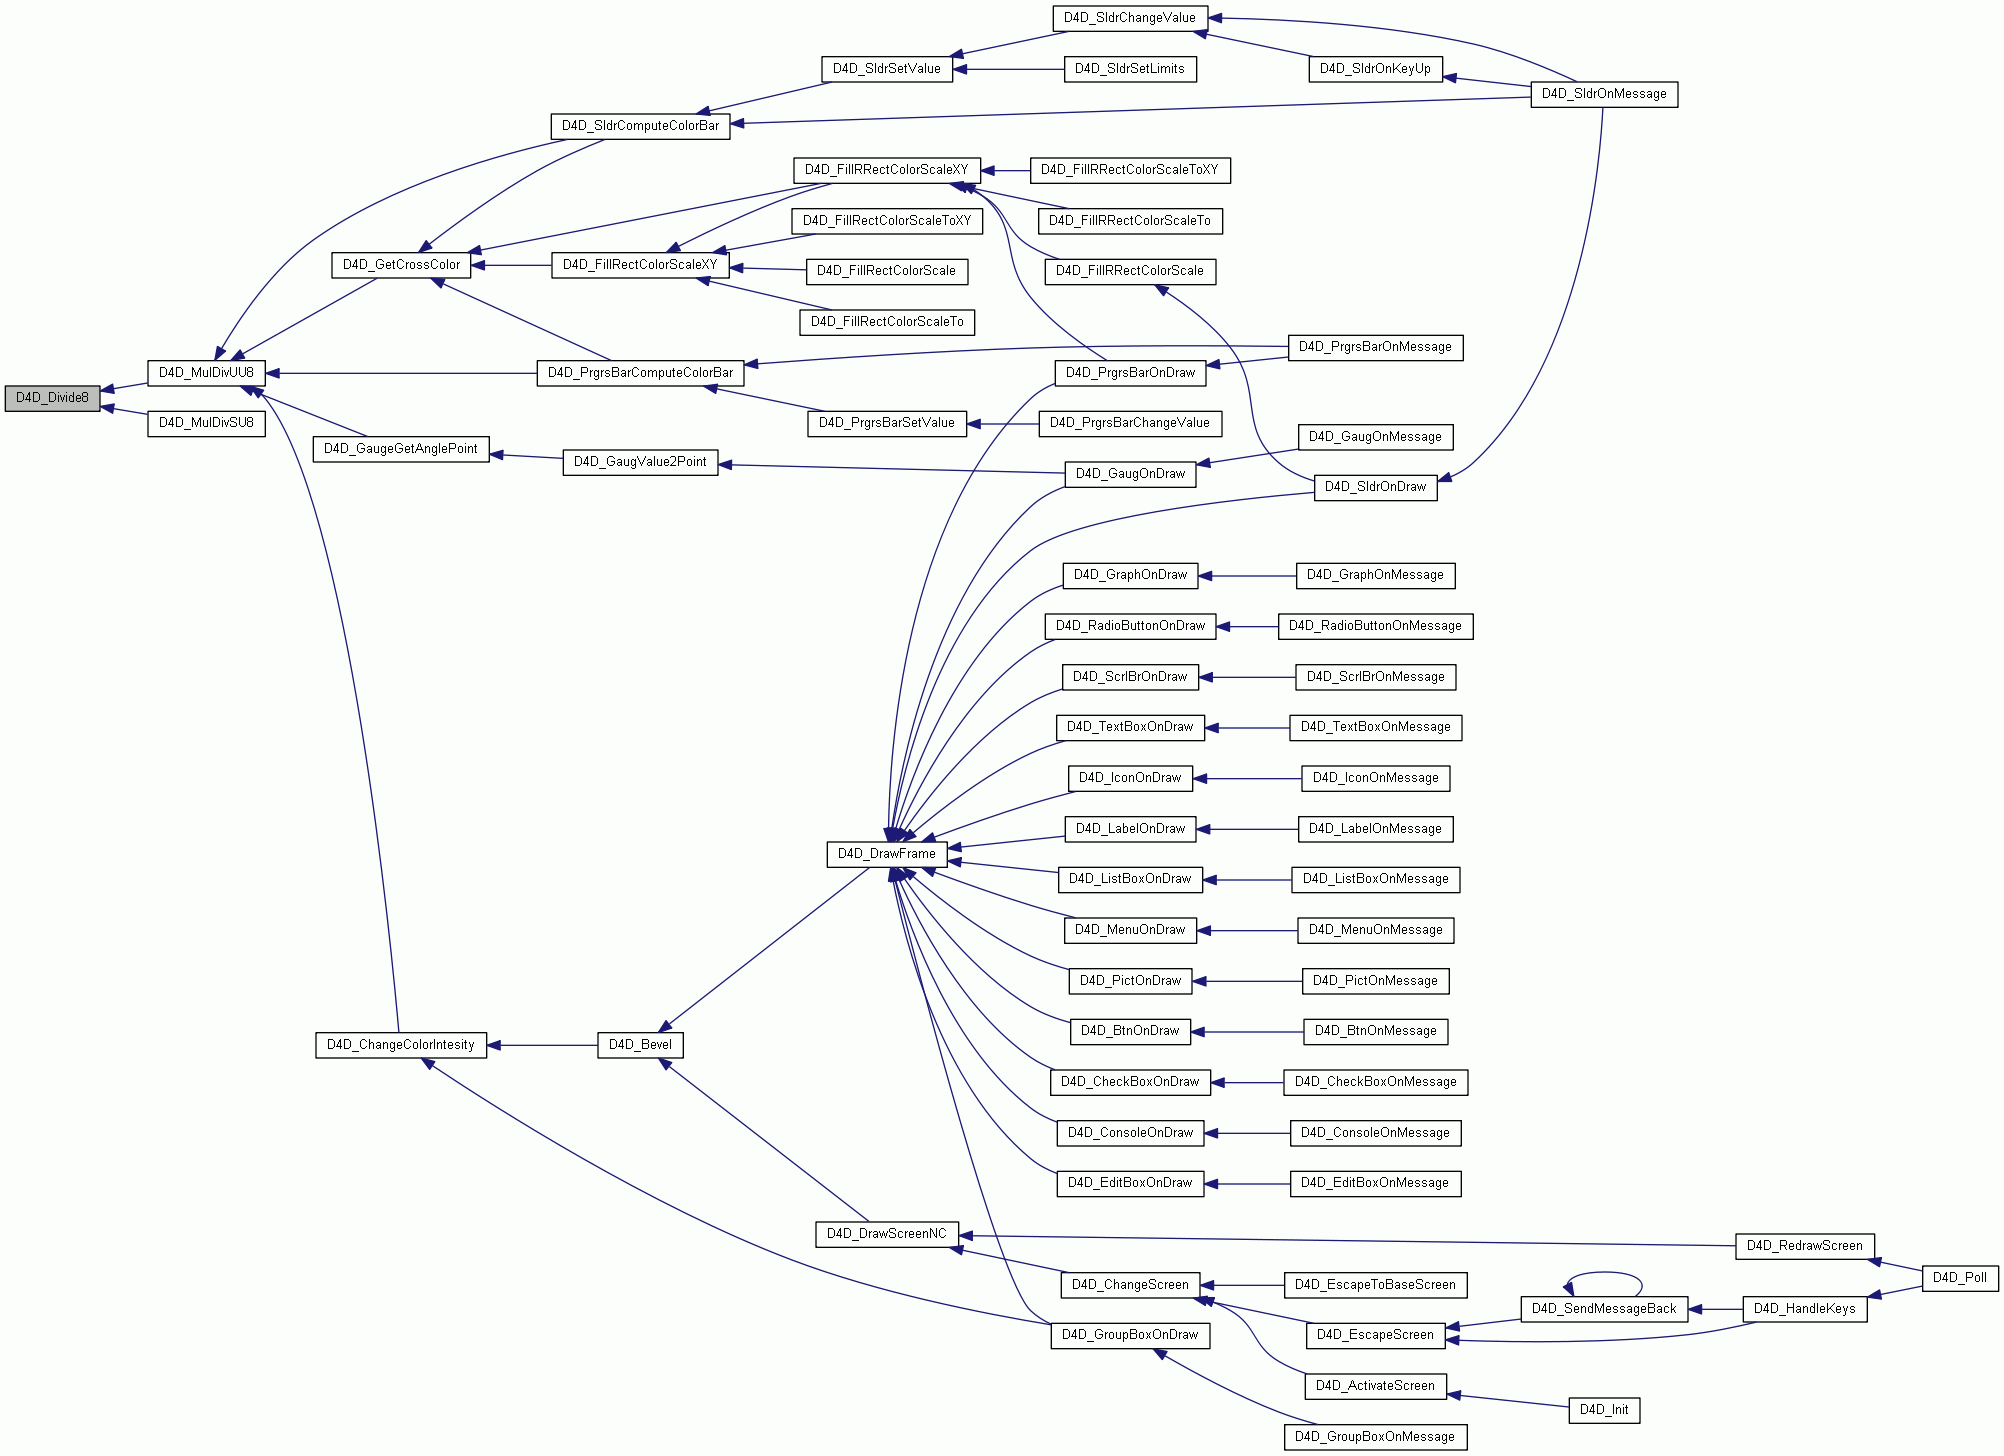 D4D_SldrChangeValue
D4D_SldrSetValue
D4D_SldrSetLimits
D4D_SldrOnKeyUp
D4D_SldrOnMessage
D4D_SldrComputeColorBar
D4D_FillRRectColorScaleXY
D4D_FillRRectColorScaleToXY
D4D_FillRectColorScaleToXY
D4D_FillRRectColorScaleTo
D4D_GetCrossColor
D4D_FillRectColorScaleXY
D4D_FillRectColorScale
D4D_FillRRectColorScale
D4D_FillRectColorScaleTo
D4D_PrgrsBarOnMessage
D4D_MulDivUU8
D4D_PrgrsBarComputeColorBar
D4D_PrgrsBarOnDraw
D4D_Divide8
D4D_MulDivSU8
D4D_PrgrsBarSetValue
D4D_PrgrsBarChangeValue
D4D_GaugOnMessage
D4D_GaugeGetAnglePoint
D4D_GaugValue2Point
D4D_GaugOnDraw
D4D_SldrOnDraw
D4D_GraphOnDraw
D4D_GraphOnMessage
D4D_RadioButtonOnDraw
D4D_RadioButtonOnMessage
D4D_ScrlBrOnDraw
D4D_ScrlBrOnMessage
D4D_TextBoxOnDraw
D4D_TextBoxOnMessage
D4D_IconOnDraw
D4D_IconOnMessage
D4D_LabelOnDraw
D4D_LabelOnMessage
D4D_DrawFrame
D4D_ListBoxOnDraw
D4D_ListBoxOnMessage
D4D_MenuOnDraw
D4D_MenuOnMessage
D4D_PictOnDraw
D4D_PictOnMessage
D4D_BtnOnDraw
D4D_BtnOnMessage
D4D_ChangeColorIntesity
D4D_Bevel
D4D_CheckBoxOnDraw
D4D_CheckBoxOnMessage
D4D_ConsoleOnDraw
D4D_ConsoleOnMessage
D4D_EditBoxOnDraw
D4D_EditBoxOnMessage
D4D_DrawScreenNC
D4D_RedrawScreen
D4D_ChangeScreen
D4D_EscapeToBaseScreen
D4D_Poll
D4D_SendMessageBack
D4D_HandleKeys
D4D_GroupBoxOnDraw
D4D_EscapeScreen
D4D_ActivateScreen
D4D_Init
D4D_GroupBoxOnMessage